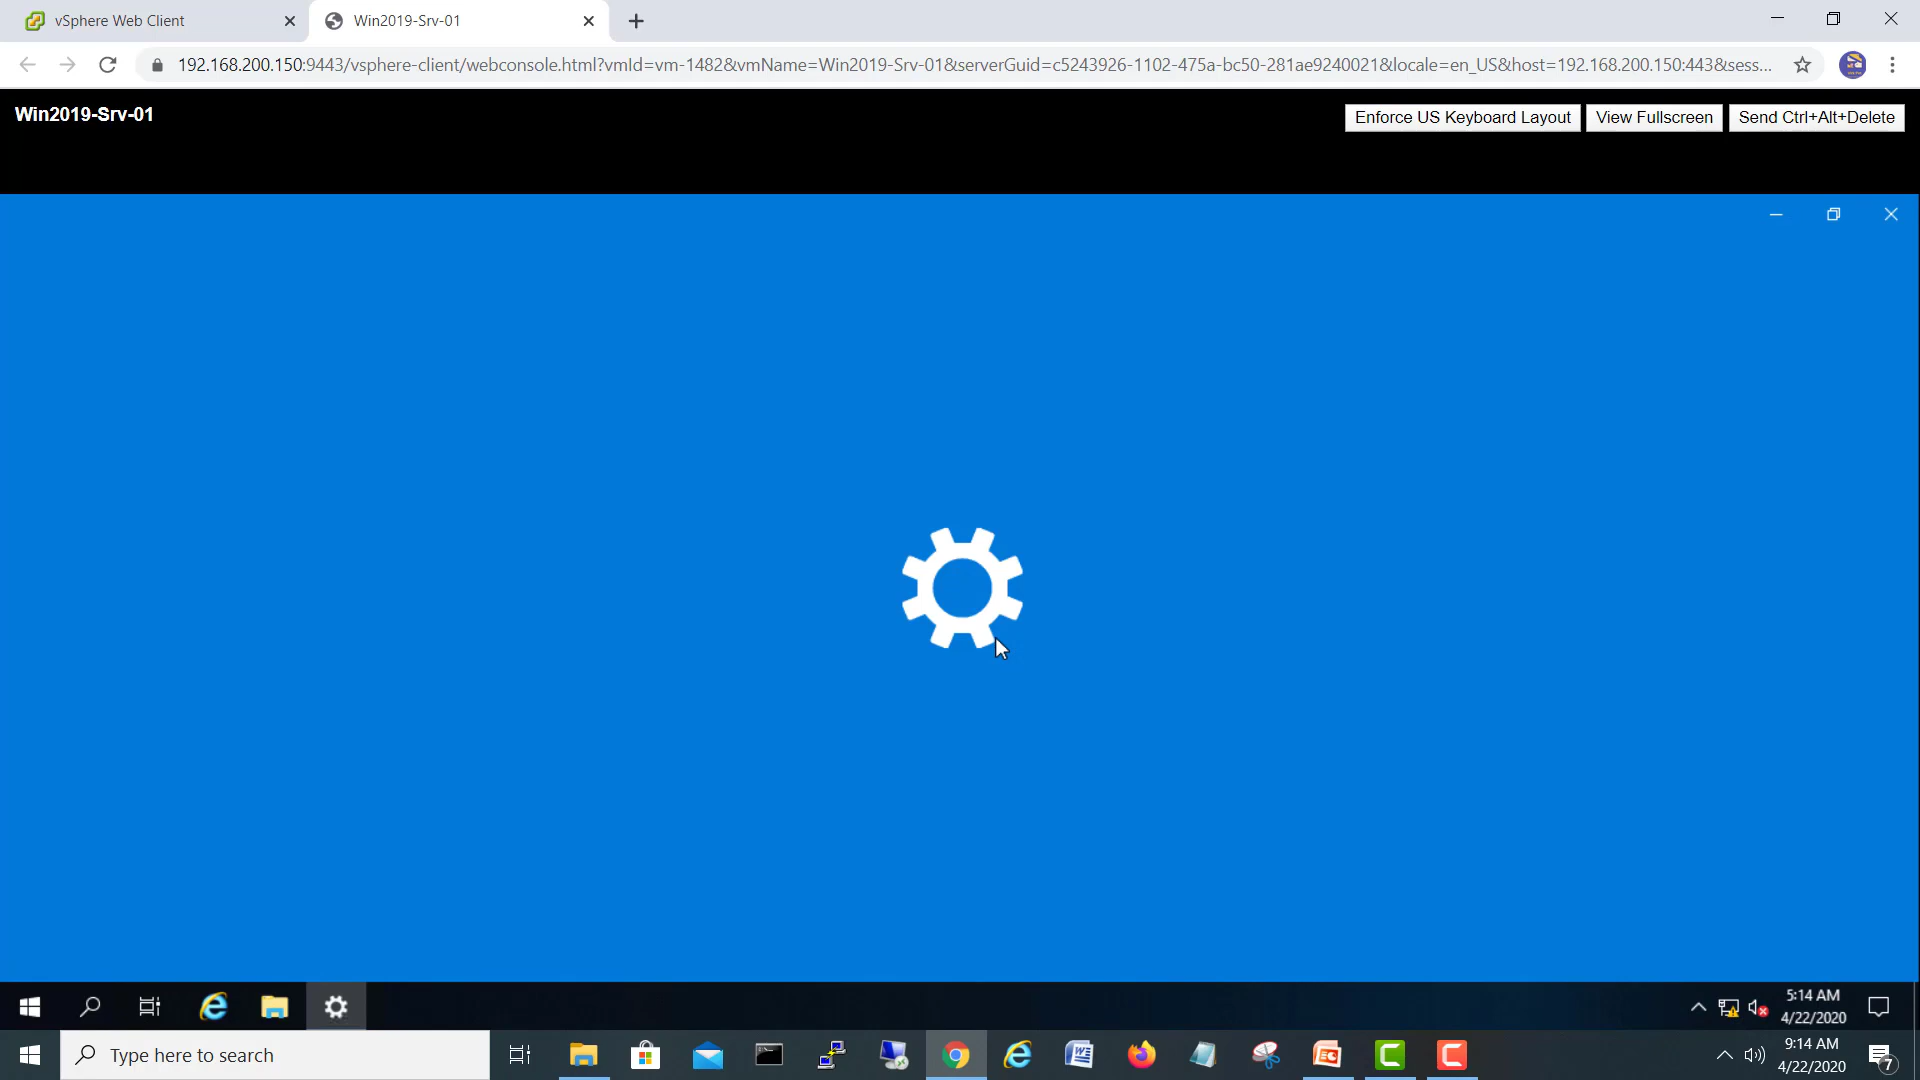 vSphere Web Client
Win2019-Srv-01
192.168.200.150:9443/vsphere-client/webconsole.html?vmId=vm-1482&vmName=Win2019-Srv-01&serverGuid=c5243926-1102-475a-bc50-281ae9240021&locale=en_US&host=192.168.200.150:443&sess...
Win2019-Srv-01
Enforce US Keyboard Layout
View Fullscreen
Send Ctrl+Alt+Delete
5:14 AM
4/22/2020
Type here to search
9:14 AM
4/22/2020
7